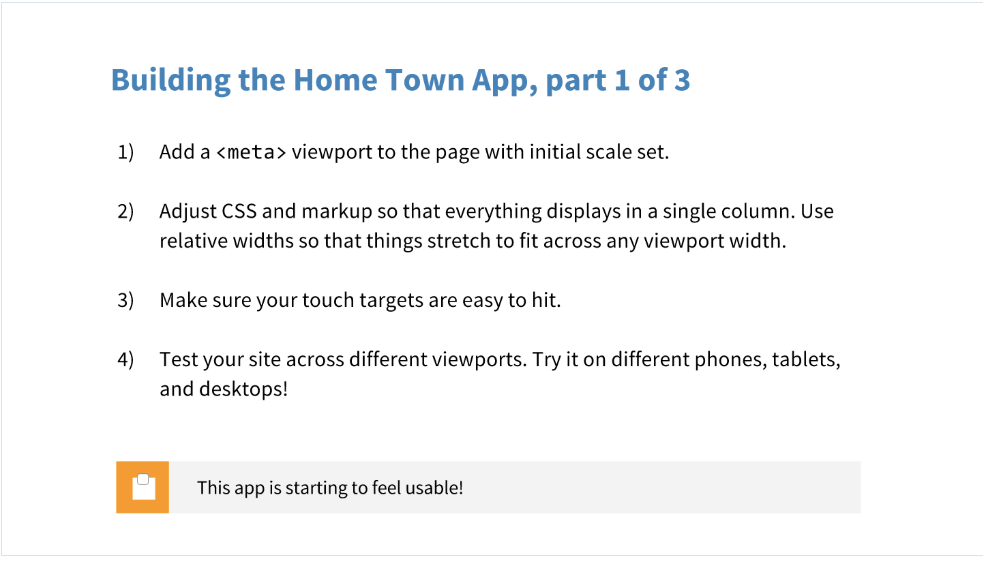 Building the Home Town App, part 1 of 3
1) Add a <meta> viewport to the page with initial scale set.
2) Adjust CSS and markup so that everything displays in a single column. Use
relative widths so that things stretch to fit across any viewport width.
3) Make sure your touch targets are easy to hit.
4) Test your site across different viewports. Try it on different phones, tablets,
and desktops!
This app is starting to feel usable!